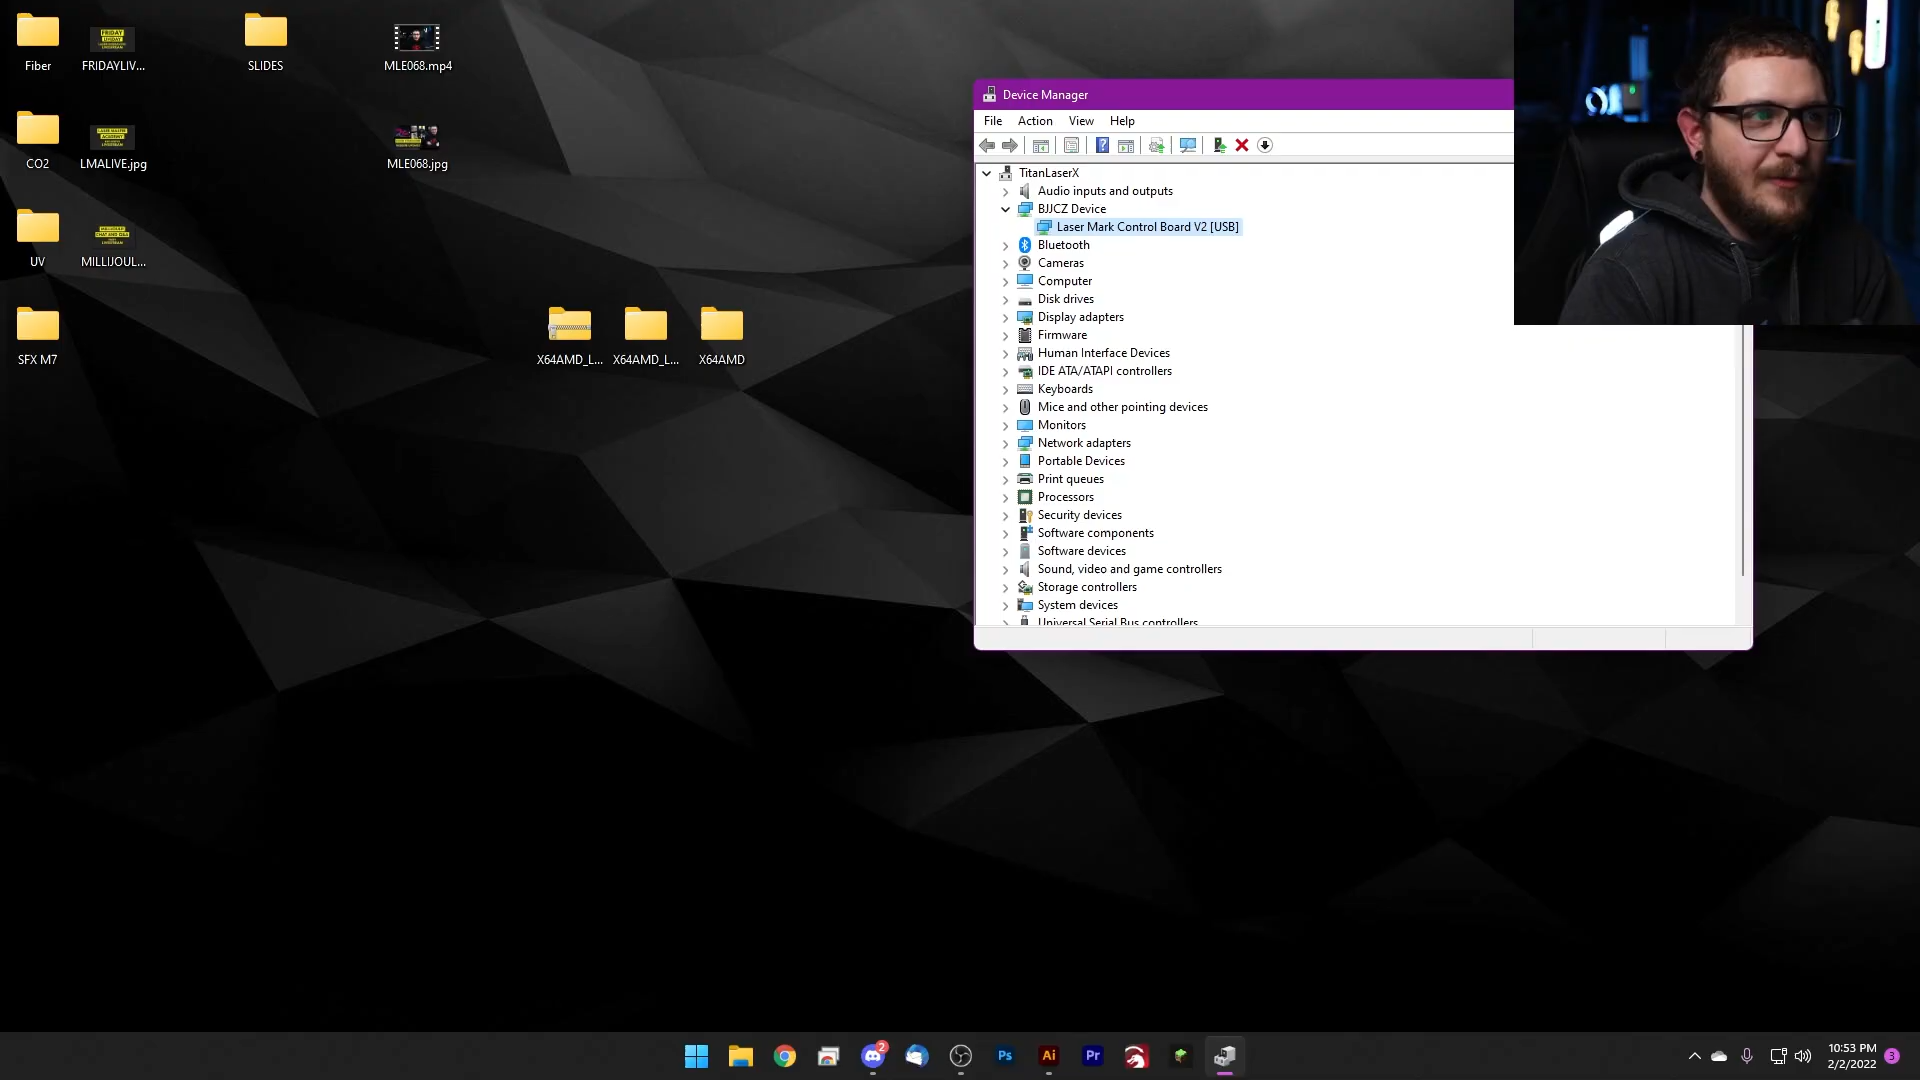 Fiber
FRIDAYLIV...
SLIDES
MLE068.mp4
CO2
LMALIVE.jpg
MLE068.jpg
UV
MILLIJOUL...
SFX M7
X64AMD_L...
X64AMD_L...
X64AMD
Device Manager
File Action View Help
TitanLaserX
Audio inputs and outputs
BJJCZ Device
Laser Mark Control Board V2 [USB]
Bluetooth
Cameras
Computer
Disk drives
Display adapters
Firmware
Human Interface Devices
IDE ATA/ATAPI controllers
Keyboards
Mice and other pointing devices
Monitors
Network adapters
Portable Devices
Print queues
Processors
Security devices
Software components
Software devices
Sound, video and game controllers
Storage controllers
System devices
Universal Serial Bus controllers
2
Ps
Ai
Pr
10:53 PM
2/2/2022
3